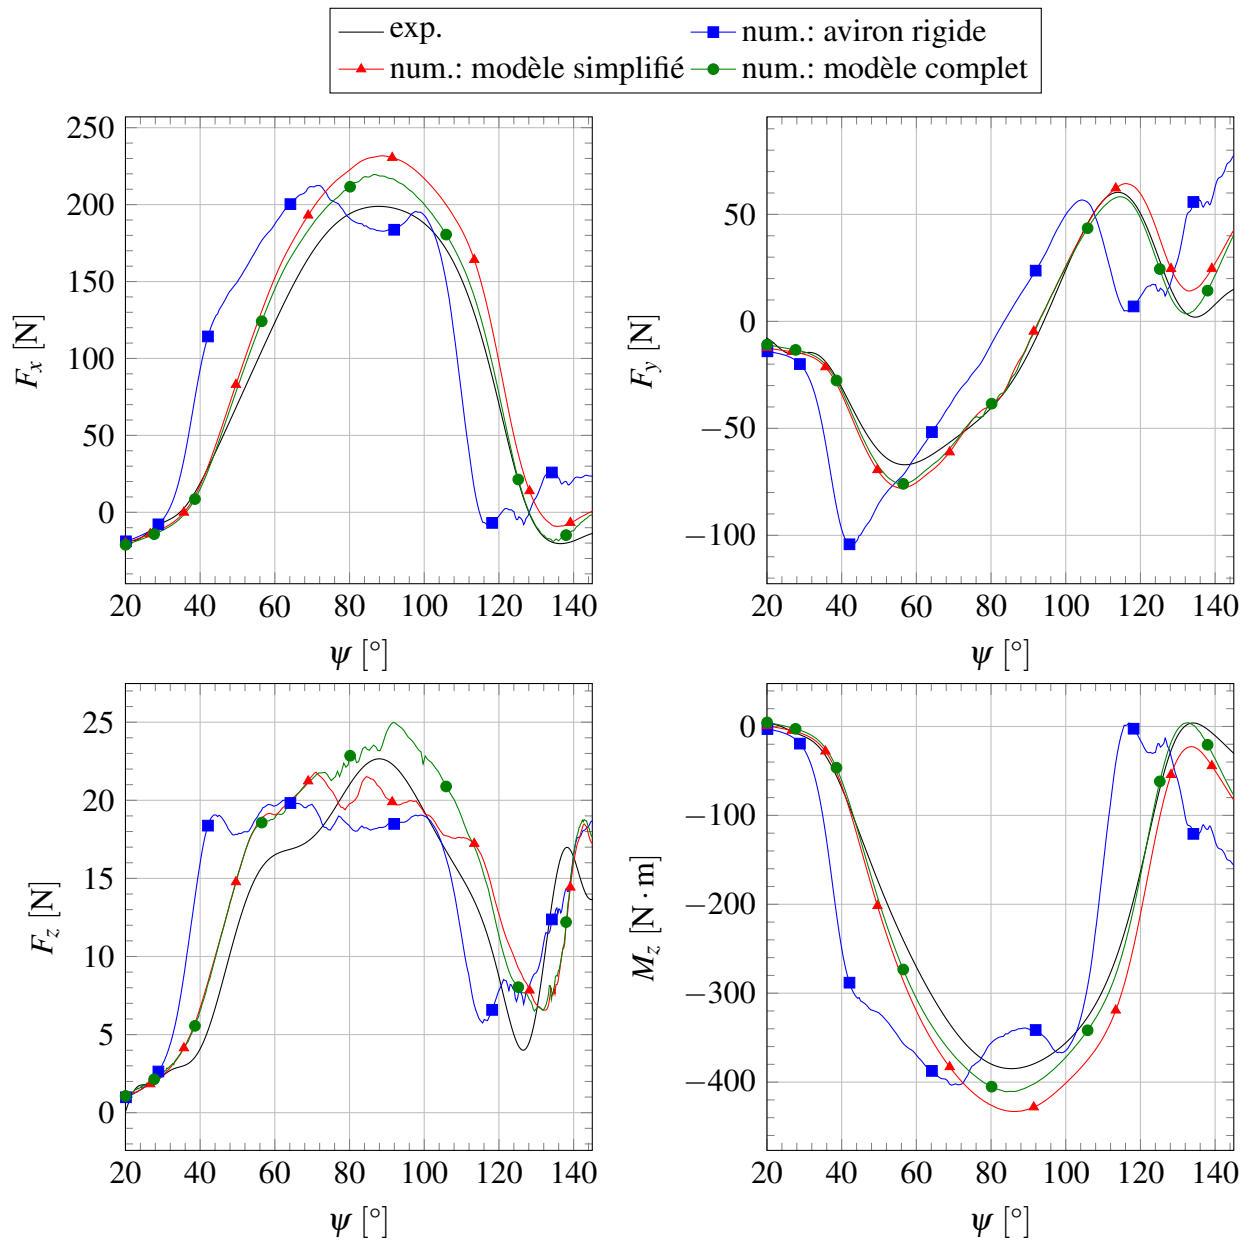 exp.
num.: aviron rigide
num.: modèle simplifié
num.: modèle complet
250
200
150
100
50
0
F_x [N]
20 40 60 80 100 120 140
ψ [°]
50
0
−50
−100
F_y [N]
20 40 60 80 100 120 140
ψ [°]
25
20
15
10
5
0
F_z [N]
20 40 60 80 100 120 140
ψ [°]
0
−100
−200
−300
−400
M_z [N·m]
20 40 60 80 100 120 140
ψ [°]